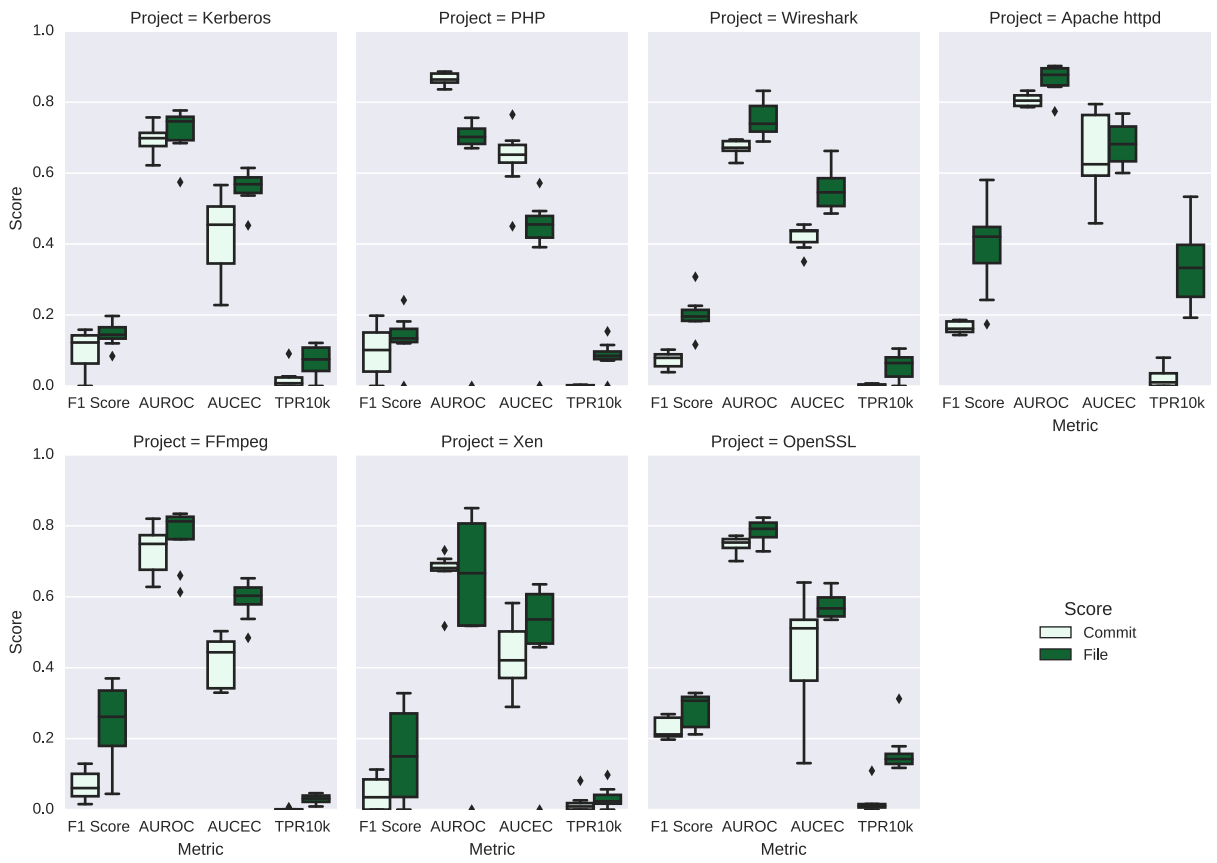 Project = Kerberos
Project = PHP
Project = Wireshark
Project = Apache httpd
1.0
0.8
0.6
0.4
0.2
0.0
Score
F1 Score AUROC AUCEC TPR10k
F1 Score AUROC AUCEC TPR10k
F1 Score AUROC AUCEC TPR10k
F1 Score AUROC AUCEC TPR10k
Metric
Project = FFmpeg
Project = Xen
Project = OpenSSL
1.0
0.8
0.6
0.4
0.2
0.0
Score
F1 Score AUROC AUCEC TPR10k
Metric
F1 Score AUROC AUCEC TPR10k
Metric
F1 Score AUROC AUCEC TPR10k
Metric
Score
Commit
File